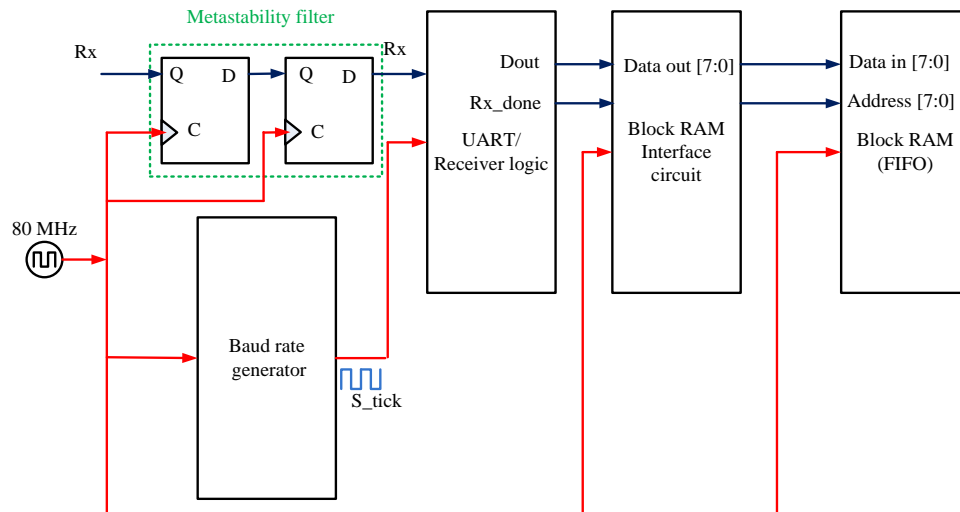 Metastability filter
Rx
Q
D
C
Q
D
C
Rx
80 MHz
Baud rate
generator
S_tick
Dout
Rx_done
UART/
Receiver logic
Data out [7:0]
Block RAM
Interface
circuit
Data in [7:0]
Address [7:0]
Block RAM
(FIFO)